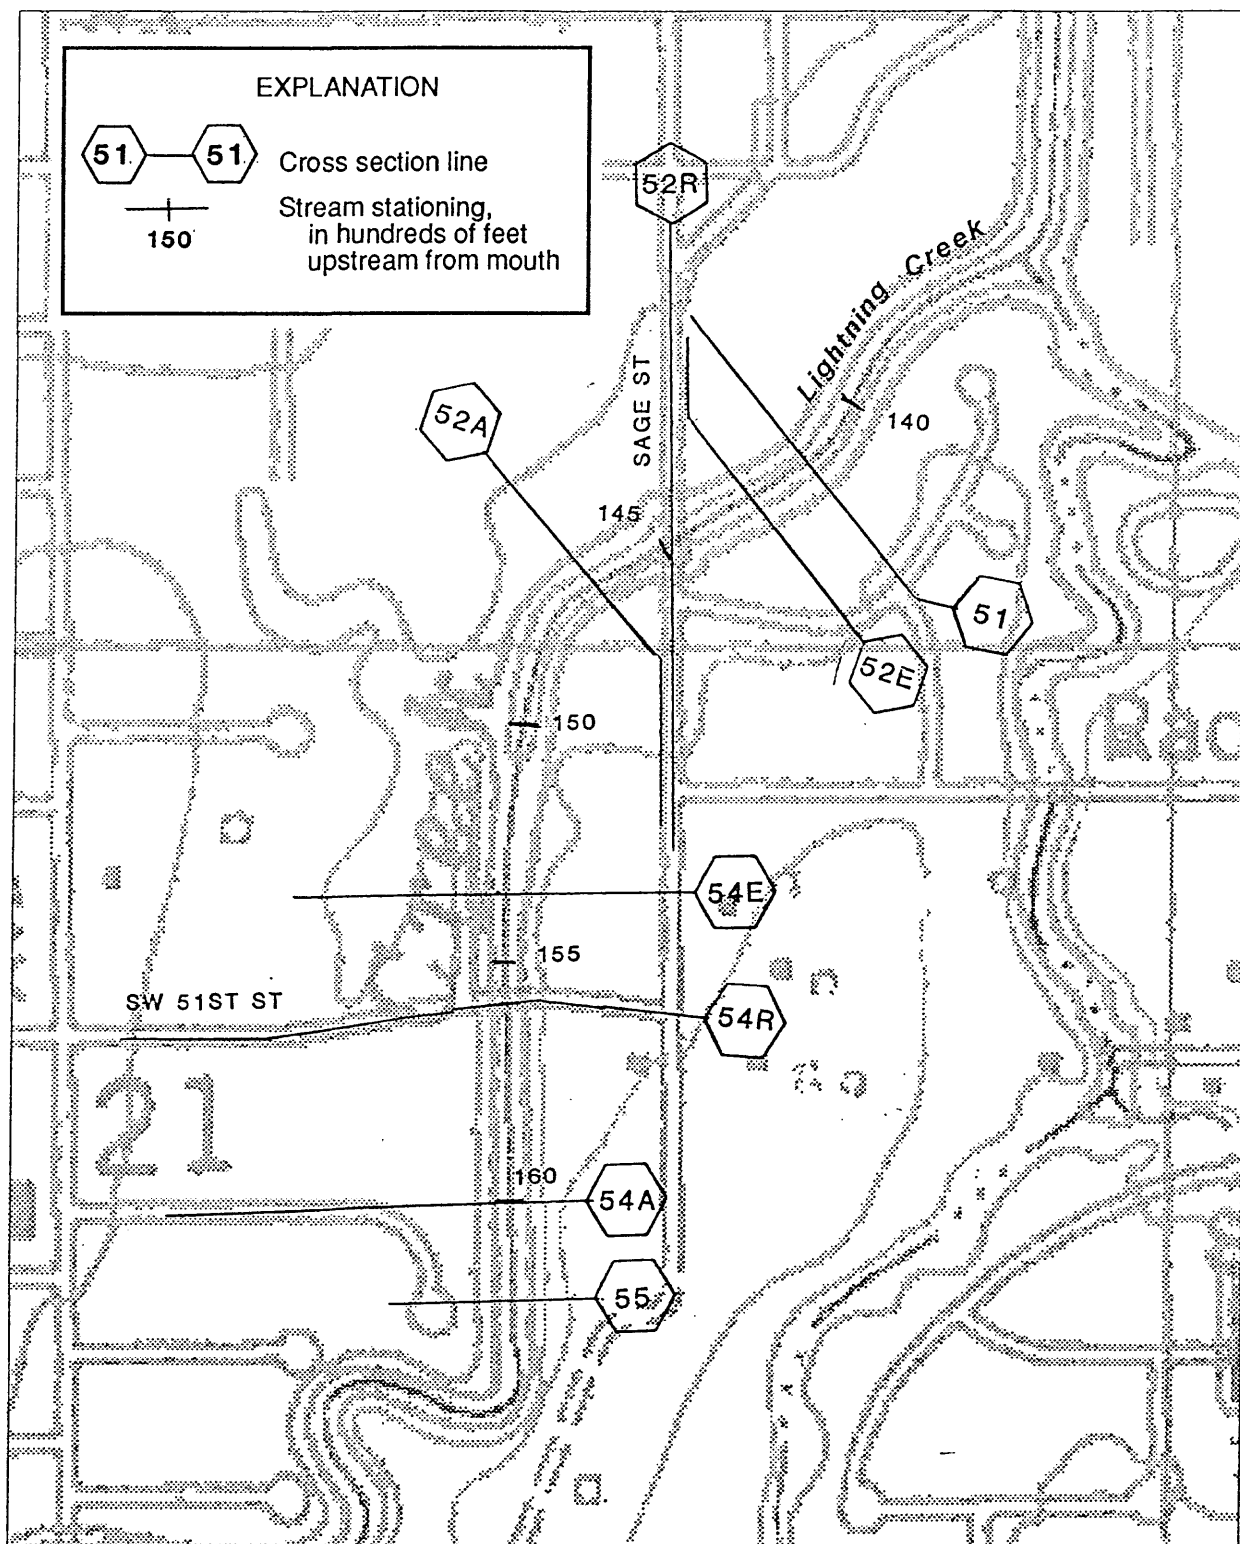 EXPLANATION
51
51
Cross section line
150
Stream stationing,
in hundreds of feet
upstream from mouth
52R
Lightning Creek
SAGE ST
52A
140
145
51
52E
150
Rac
54E
155
SW 51ST ST
54R
21
160
54A
55